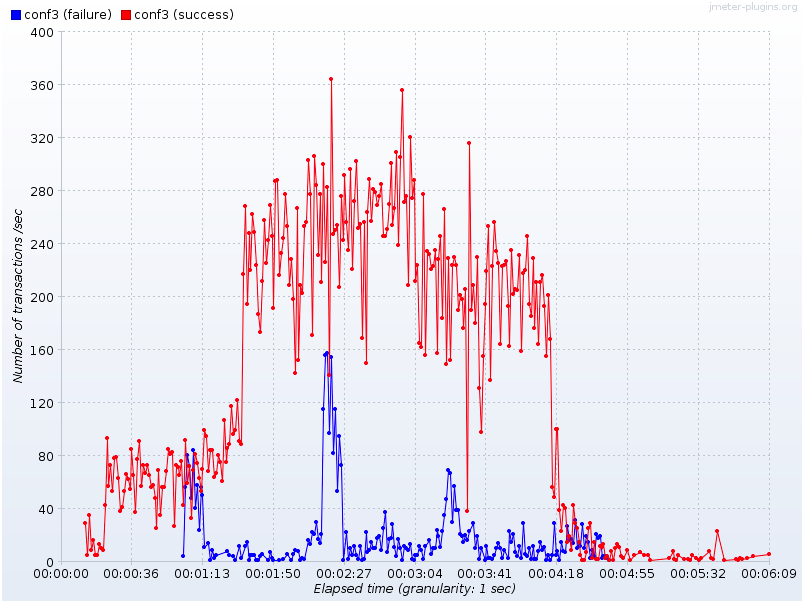 jmeter-plugins.org
conf3 (failure) conf3 (success)
400
360
320
280
240
200
160
120
80
40
0
Number of transactions /sec
00:00:00 00:00:36 00:01:13 00:01:50 00:02:27 00:03:04 00:03:41 00:04:18 00:04:55 00:05:32 00:06:09
Elapsed time (granularity: 1 sec)